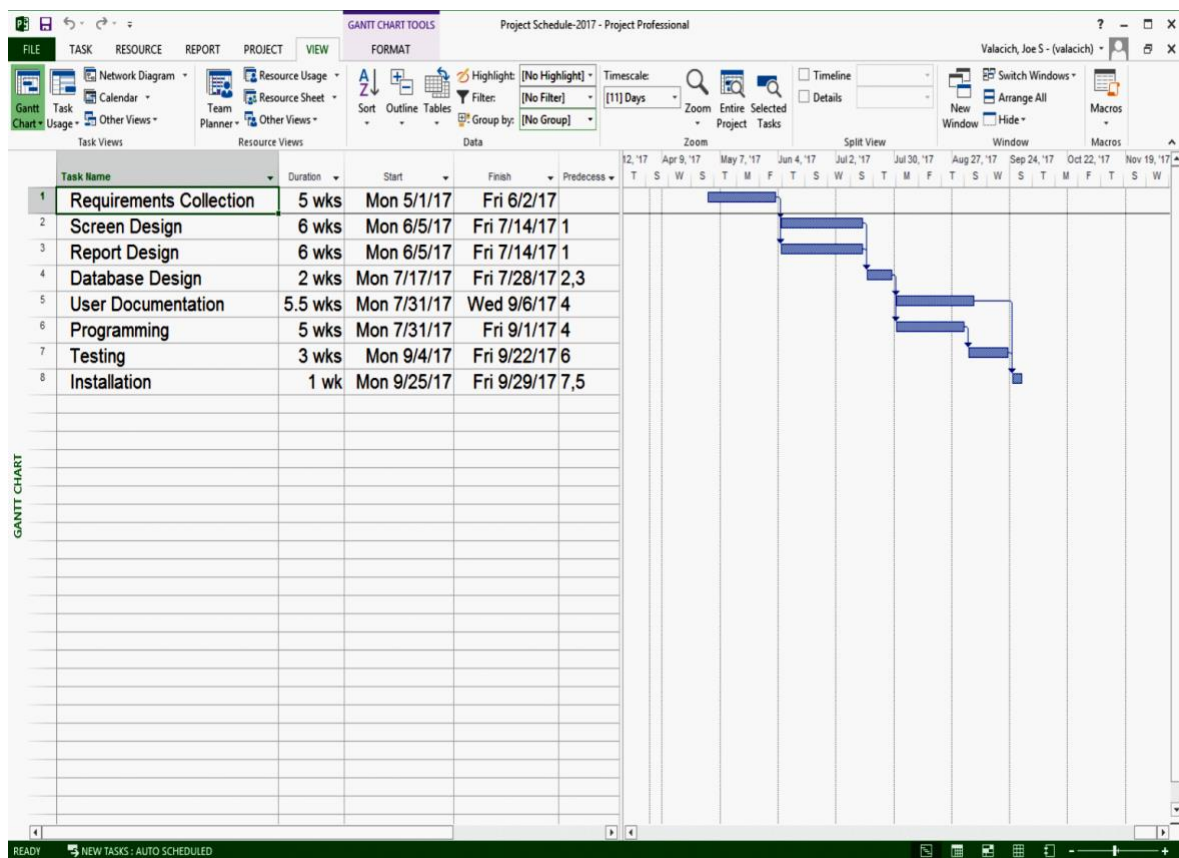 GANTT CHART TOOLS Project Schedule-2017 - Project Professional ?
FILE TASK RESOURCE REPORT PROJECT VIEW FORMAT Valacich, Joe S - (valacich)
Gantt Chart
Task Usage
Network Diagram
Calendar
Other Views
Task Views
Team Planner
Resource Usage
Resource Sheet
Other Views
Resource Views
Sort Outline Tables
Highlight: [No Highlight]
Filter: [No Filter]
Group by: [No Group]
Data
Timescale:
[11] Days
Zoom
Entire Project
Selected Tasks
Zoom
Timeline
Details
Split View
New Window
Switch Windows
Arrange All
Hide
Window
Macros
Macros
12, '17 Apr 9, '17 May 7, '17 Jun 4, '17 Jul 2, '17 Jul 30, '17 Aug 27, '17 Sep 24, '17 Oct 22, '17 Nov 19, '17
Task Name Duration Start Finish Predecess T S W S T M F T S W S T M F T S W S T M F T S W
1 Requirements Collection 5 wks Mon 5/1/17 Fri 6/2/17
2 Screen Design 6 wks Mon 6/5/17 Fri 7/14/17 1
3 Report Design 6 wks Mon 6/5/17 Fri 7/14/17 1
4 Database Design 2 wks Mon 7/17/17 Fri 7/28/17 2,3
5 User Documentation 5.5 wks Mon 7/31/17 Wed 9/6/17 4
6 Programming 5 wks Mon 7/31/17 Fri 9/1/17 4
7 Testing 3 wks Mon 9/4/17 Fri 9/22/17 6
8 Installation 1 wk Mon 9/25/17 Fri 9/29/17 7,5
GANTT CHART
READY NEW TASKS : AUTO SCHEDULED